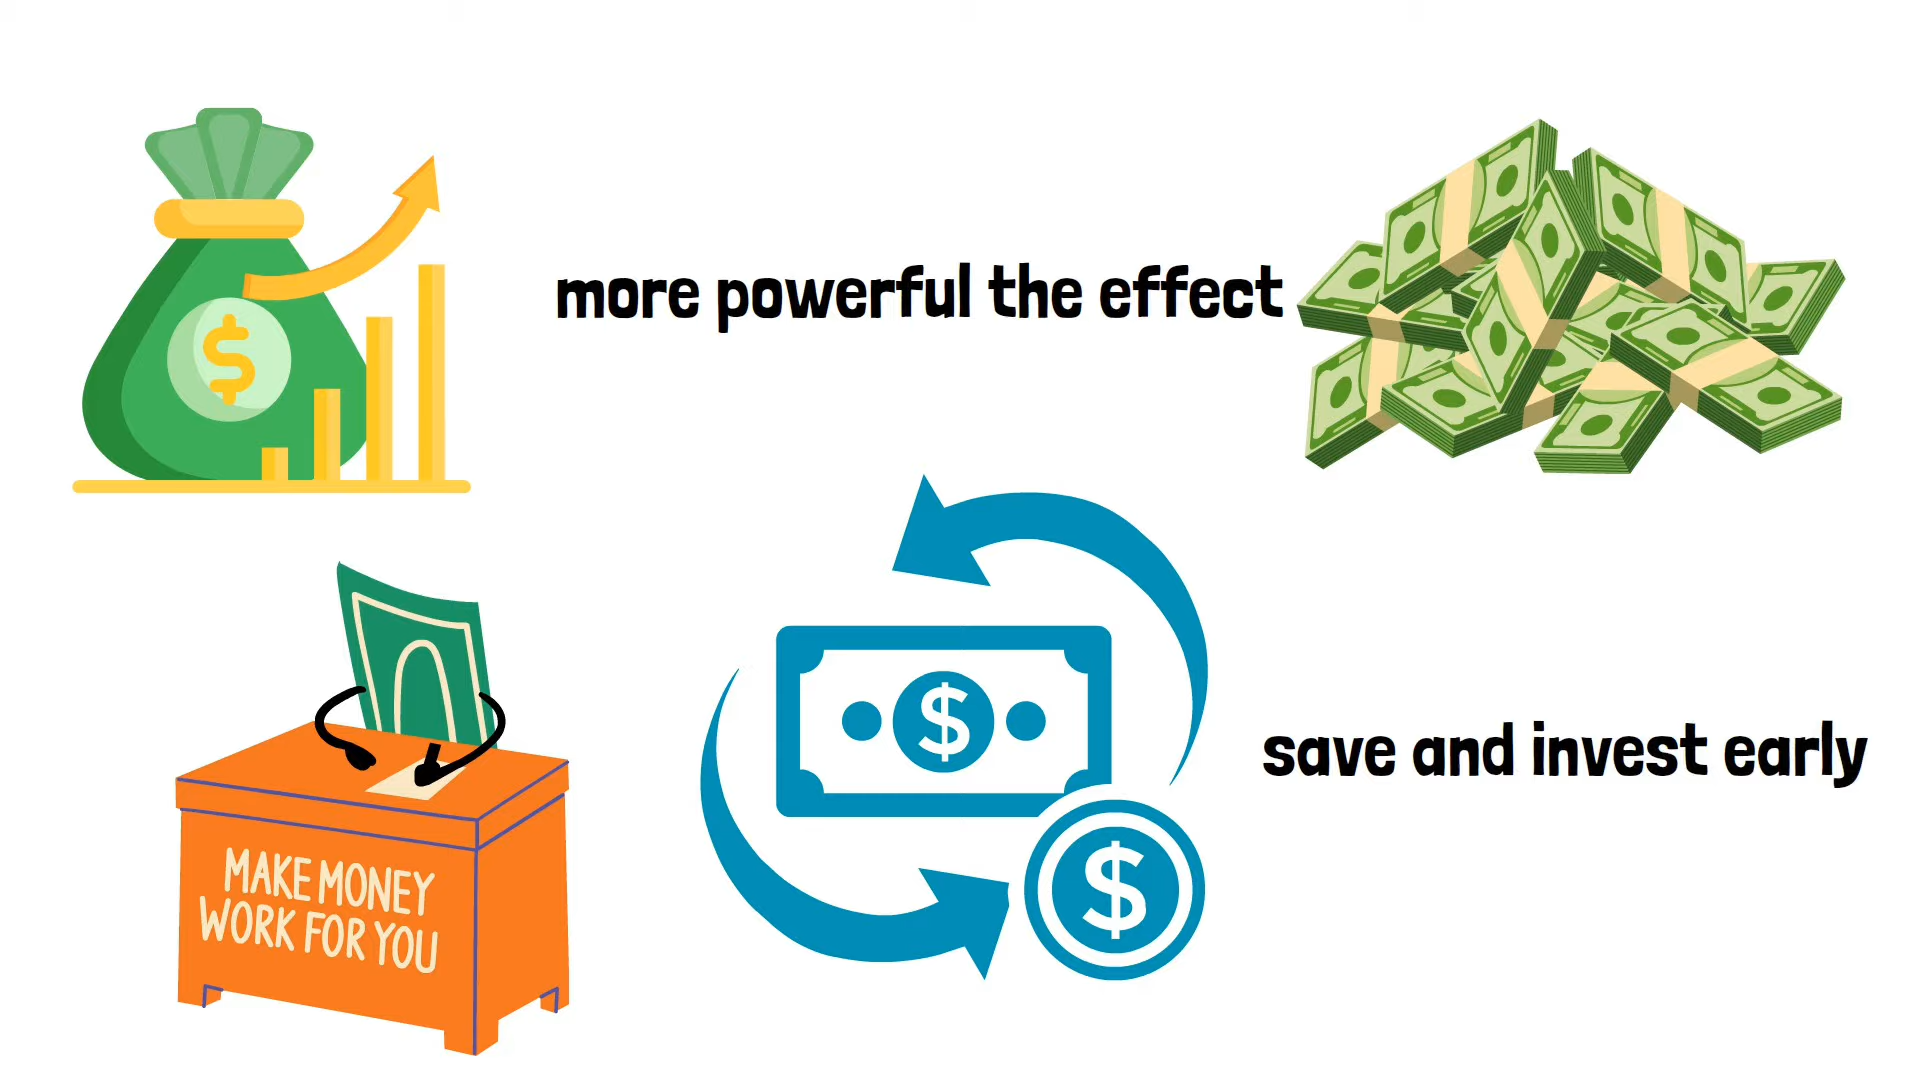 more powerful the effect
save and invest early
MAKE MONEY
WORK FOR YOU
$
$
$